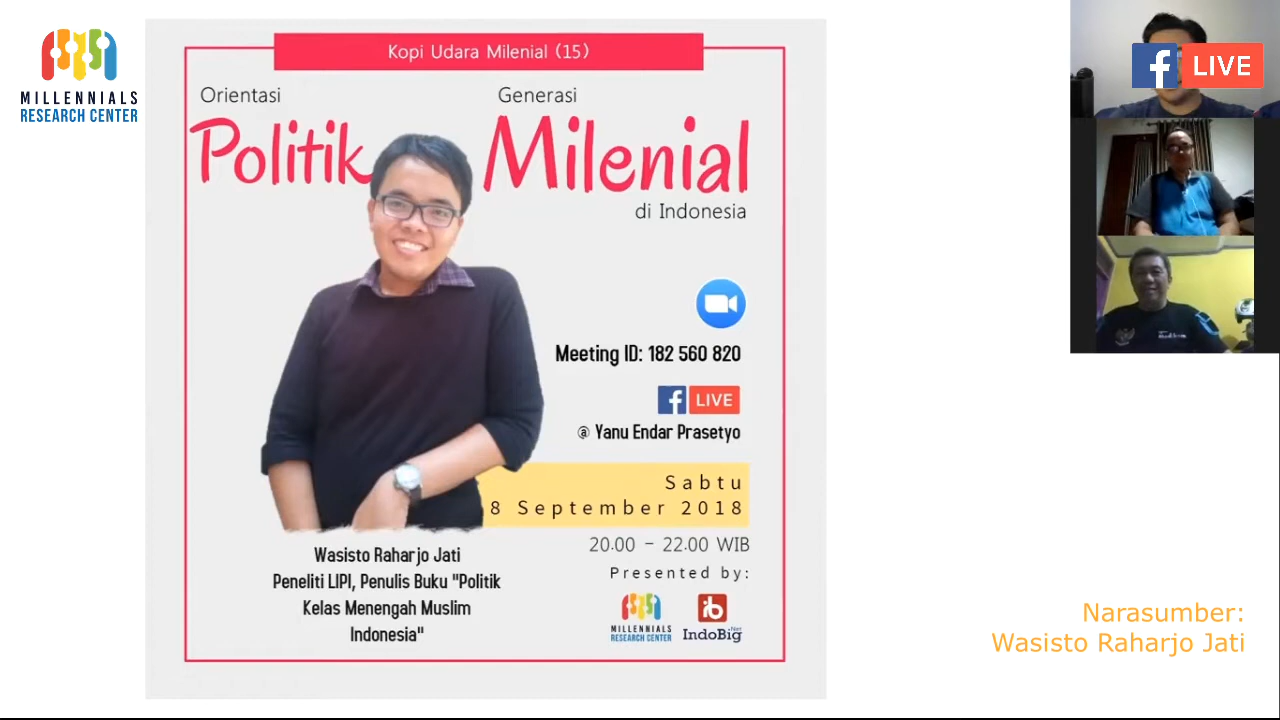 MILLENNIALS
RESEARCH CENTER
Kopi Udara Milenial (15)
Orientasi
Politik
Generasi
Milenial
di Indonesia
Meeting ID: 182 560 820
f LIVE
@ Yanu Endar Prasetyo
Sabtu
8 September 2018
20.00 - 22.00 WIB
Presented by:
MILLENNIALS
RESEARCH CENTER
ib
IndoBig.Net
Wasisto Raharjo Jati
Peneliti LIPI, Penulis Buku "Politik
Kelas Menengah Muslim
Indonesia"
f LIVE
Narasumber:
Wasisto Raharjo Jati